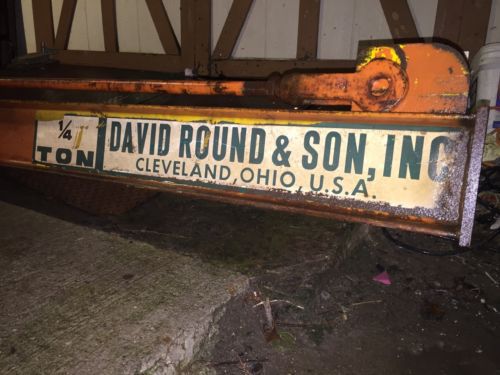 1/4 T
TON
DAVID ROUND & SON, INC
CLEVELAND, OHIO, U.S.A.